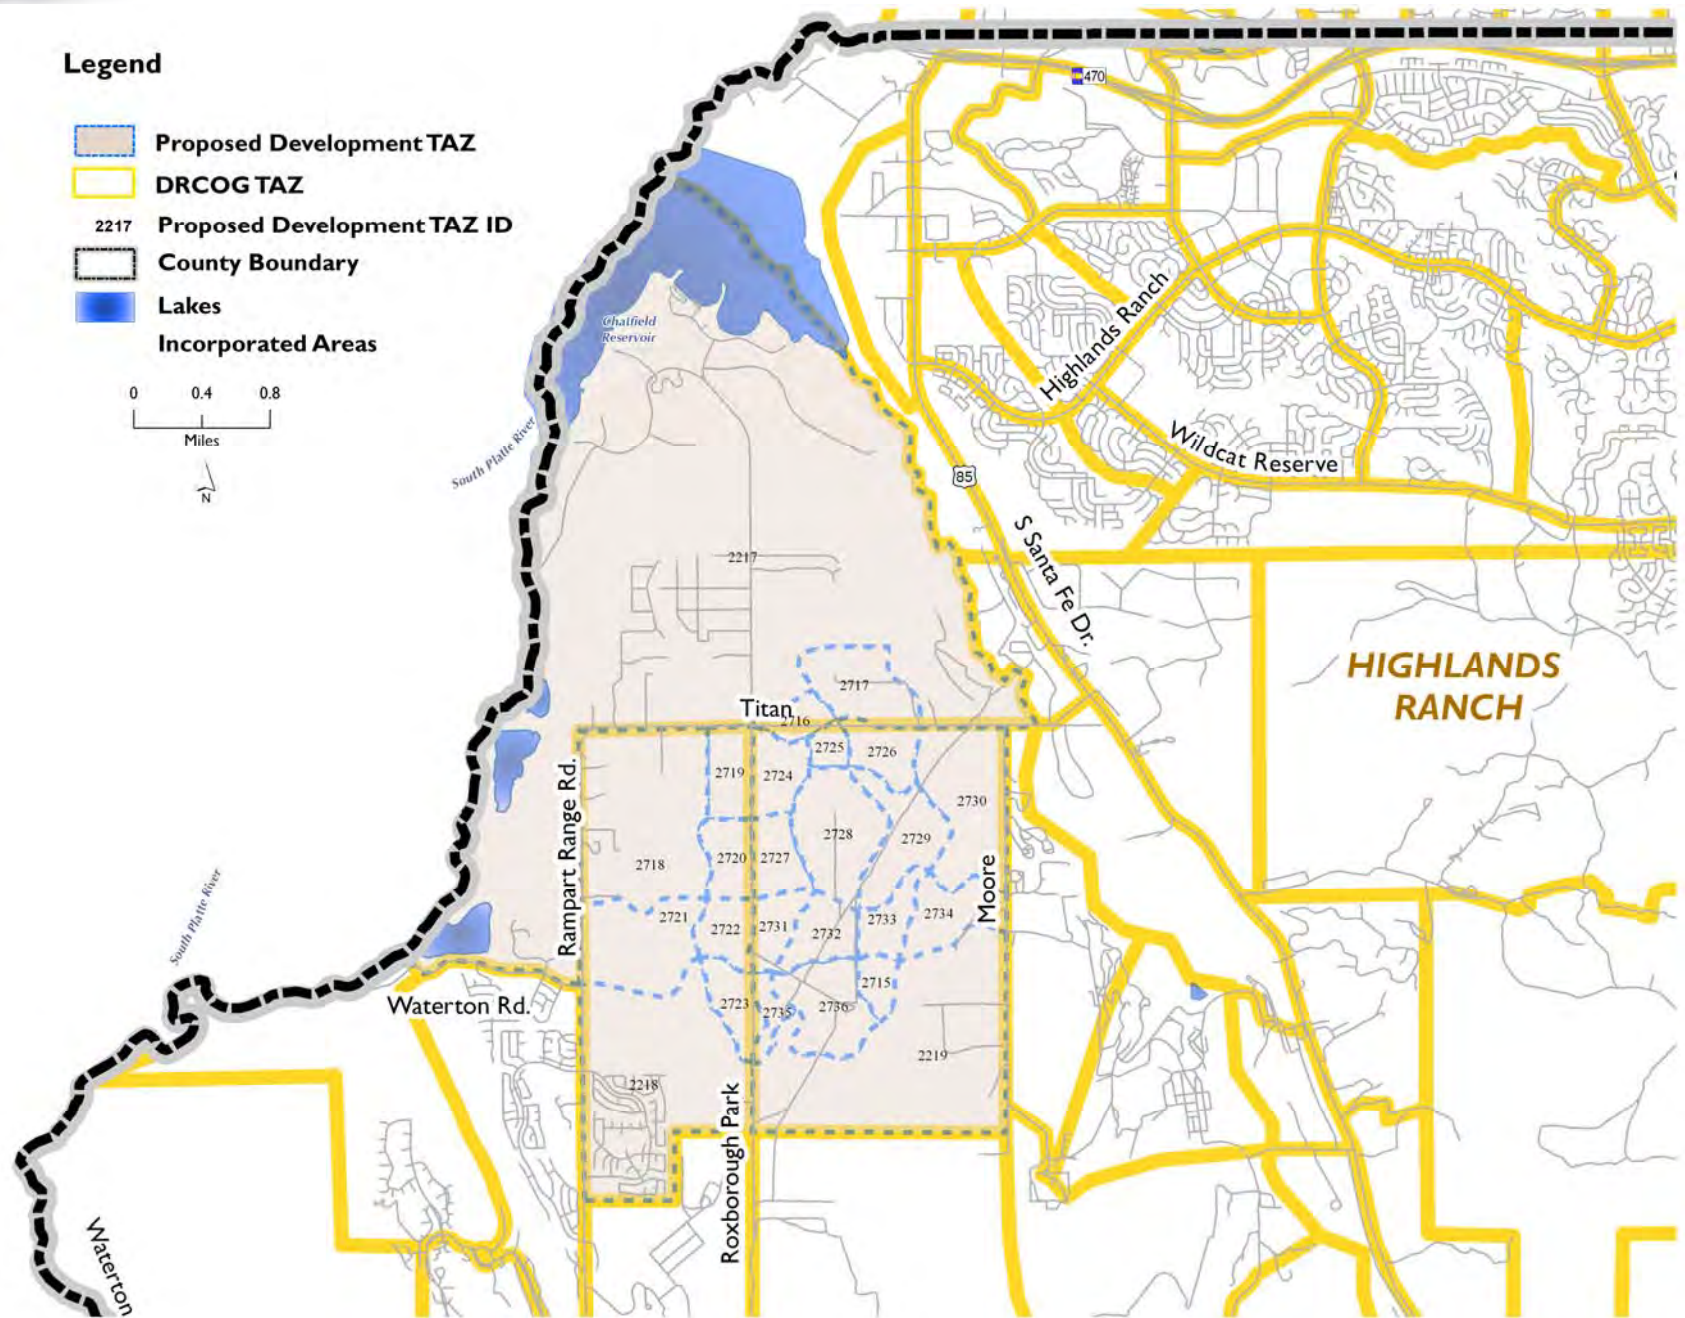 Legend
Proposed Development TAZ
DRCOG TAZ
2217 Proposed Development TAZ ID
County Boundary
Lakes
Incorporated Areas
0 0.4 0.8
Miles
N
470
Chatfield
Reservoir
South Platte River
Highlands Ranch
Wildcat Reserve
85
S Santa Fe Dr.
2217
HIGHLANDS
RANCH
2717
Titan
2716
2725
2726
2719
2724
2730
Rampart Range Rd.
2728
2729
2718
2720
2727
Moore
South Platte River
2721
2722
2731
2732
2733
2734
2715
Waterton Rd.
2723
2735
2736
2219
2218
Roxborough Park
Waterton